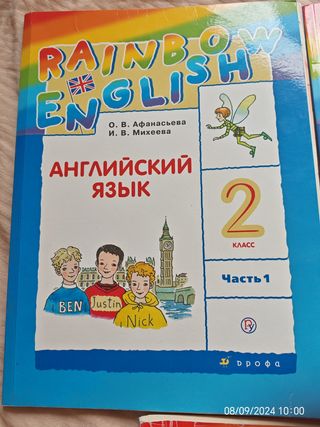 RAINBOW
ENGLISH
О. В. Афанасьева
И. В. Михеева
АНГЛИЙСКИЙ
ЯЗЫК
2
КЛАСС
Часть 1
BEN
Justin
Nick
дрофа
08/09/2024 10:00